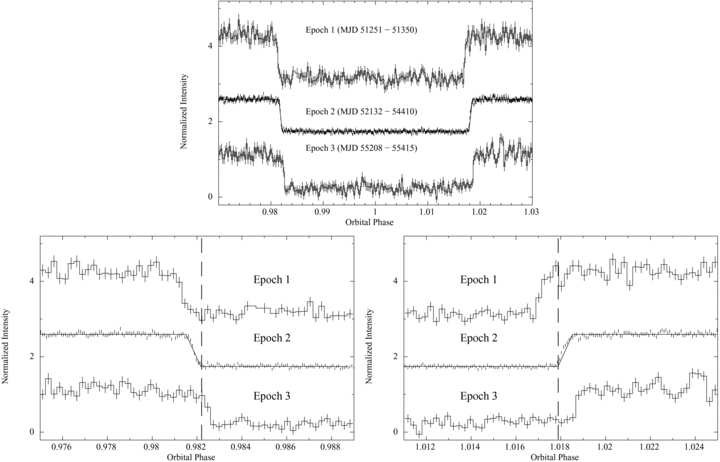 4
2
0
Normalized Intensity
Epoch 1 (MJD 51251 − 51350)
Epoch 2 (MJD 52132 − 54410)
Epoch 3 (MJD 55208 − 55415)
0.98 0.99 1 1.01 1.02 1.03
Orbital Phase
4
2
0
Normalized Intensity
Epoch 1
Epoch 2
Epoch 3
0.976 0.978 0.98 0.982 0.984 0.986 0.988
Orbital Phase
4
2
0
Normalized Intensity
Epoch 1
Epoch 2
Epoch 3
1.012 1.014 1.016 1.018 1.02 1.022 1.024
Orbital Phase